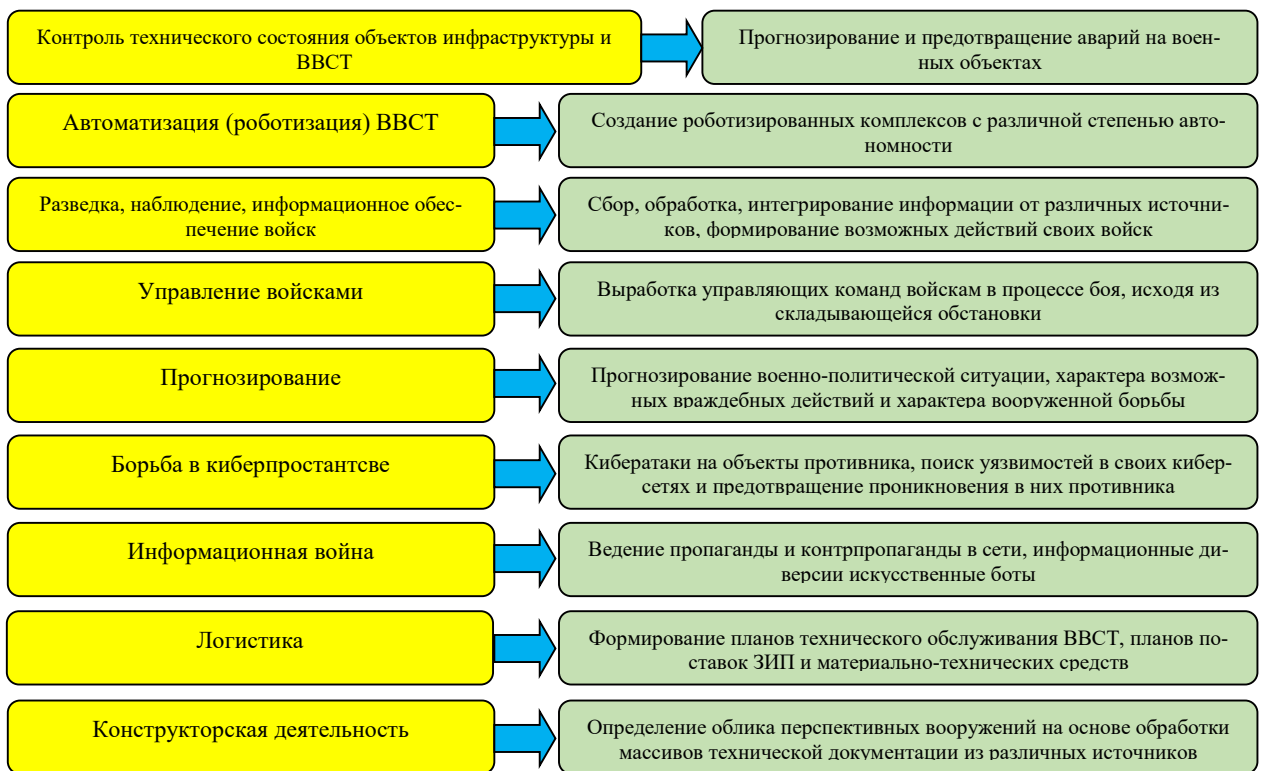 Контроль технического состояния объектов инфраструктуры и
ВВСТ
Прогнозирование и предотвращение аварий на воен-
ных объектах
Автоматизация (роботизация) ВВСТ
Создание роботизированных комплексов с различной степенью авто-
номности
Разведка, наблюдение, информационное обес-
печение войск
Сбор, обработка, интегрирование информации от различных источни-
ков, формирование возможных действий своих войск
Управление войсками
Выработка управляющих команд войскам в процессе боя, исходя из
складывающейся обстановки
Прогнозирование
Прогнозирование военно-политической ситуации, характера возмож-
ных враждебных действий и характера вооруженной борьбы
Борьба в киберпростантсве
Кибератаки на объекты противника, поиск уязвимостей в своих кибер-
сетях и предотвращение проникновения в них противника
Информационная война
Ведение пропаганды и контрпропаганды в сети, информационные ди-
версии искусственные боты
Логистика
Формирование планов технического обслуживания ВВСТ, планов по-
ставок ЗИП и материально-технических средств
Конструкторская деятельность
Определение облика перспективных вооружений на основе обработки
массивов технической документации из различных источников